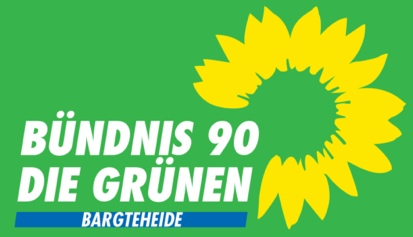 BÜNDNIS 90
DIE GRÜNEN
BARGTEHEIDE